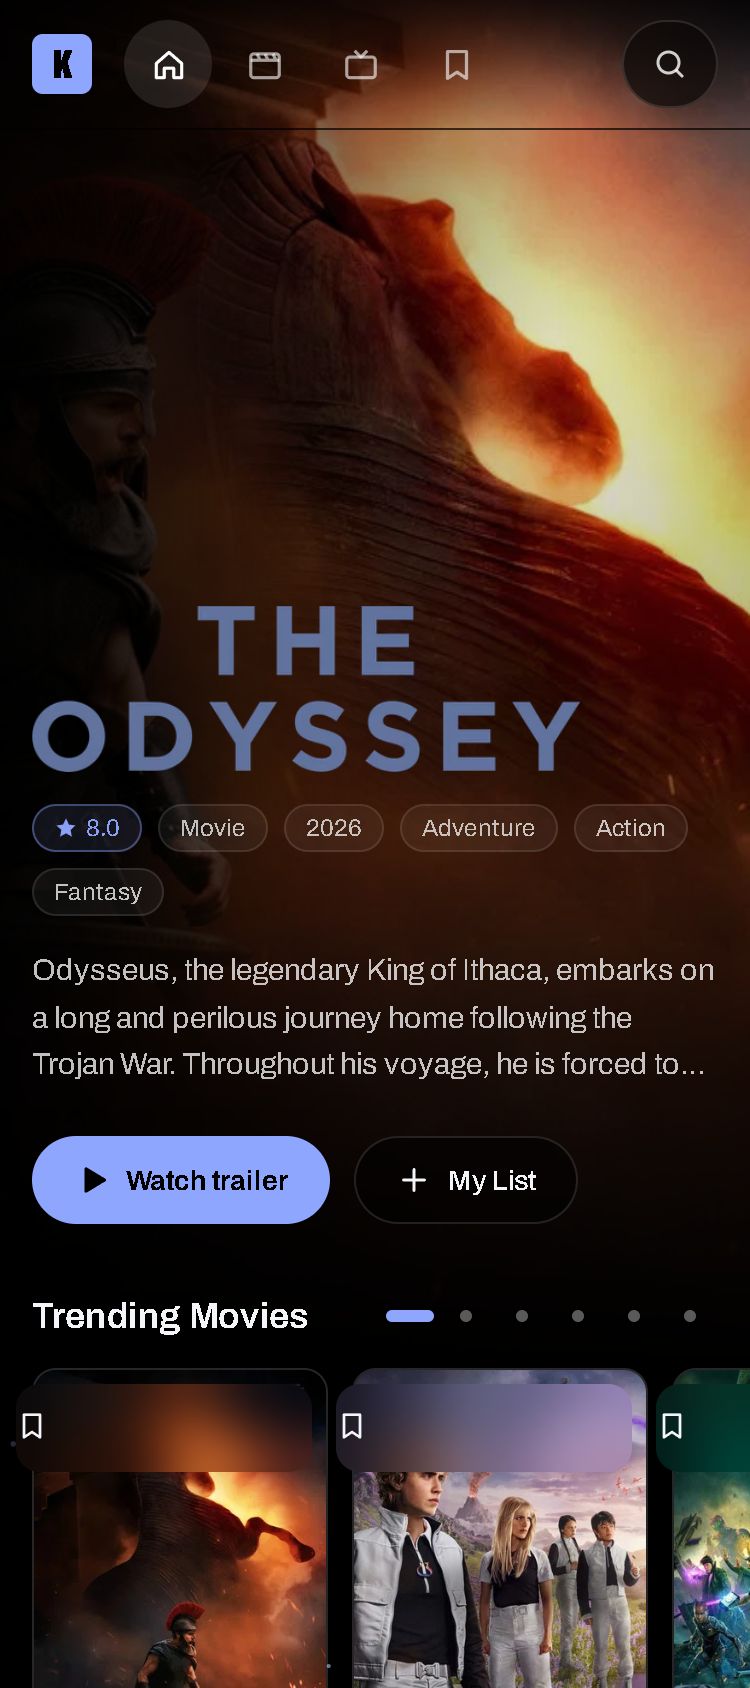 K
THE
ODYSSEY
8.0 Movie 2026 Adventure Action
Fantasy
Odysseus, the legendary King of Ithaca, embarks on
a long and perilous journey home following the
Trojan War. Throughout his voyage, he is forced to...
Watch trailer My List
Trending Movies